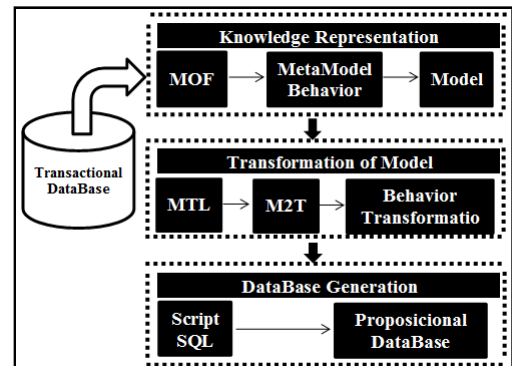 Knowledge Representation
MOF
MetaModel
Behavior
Model
Transactional
DataBase
Transformation of Model
MTL
M2T
Behavior
Transformatio
DataBase Generation
Script
SQL
Proposicional
DataBase